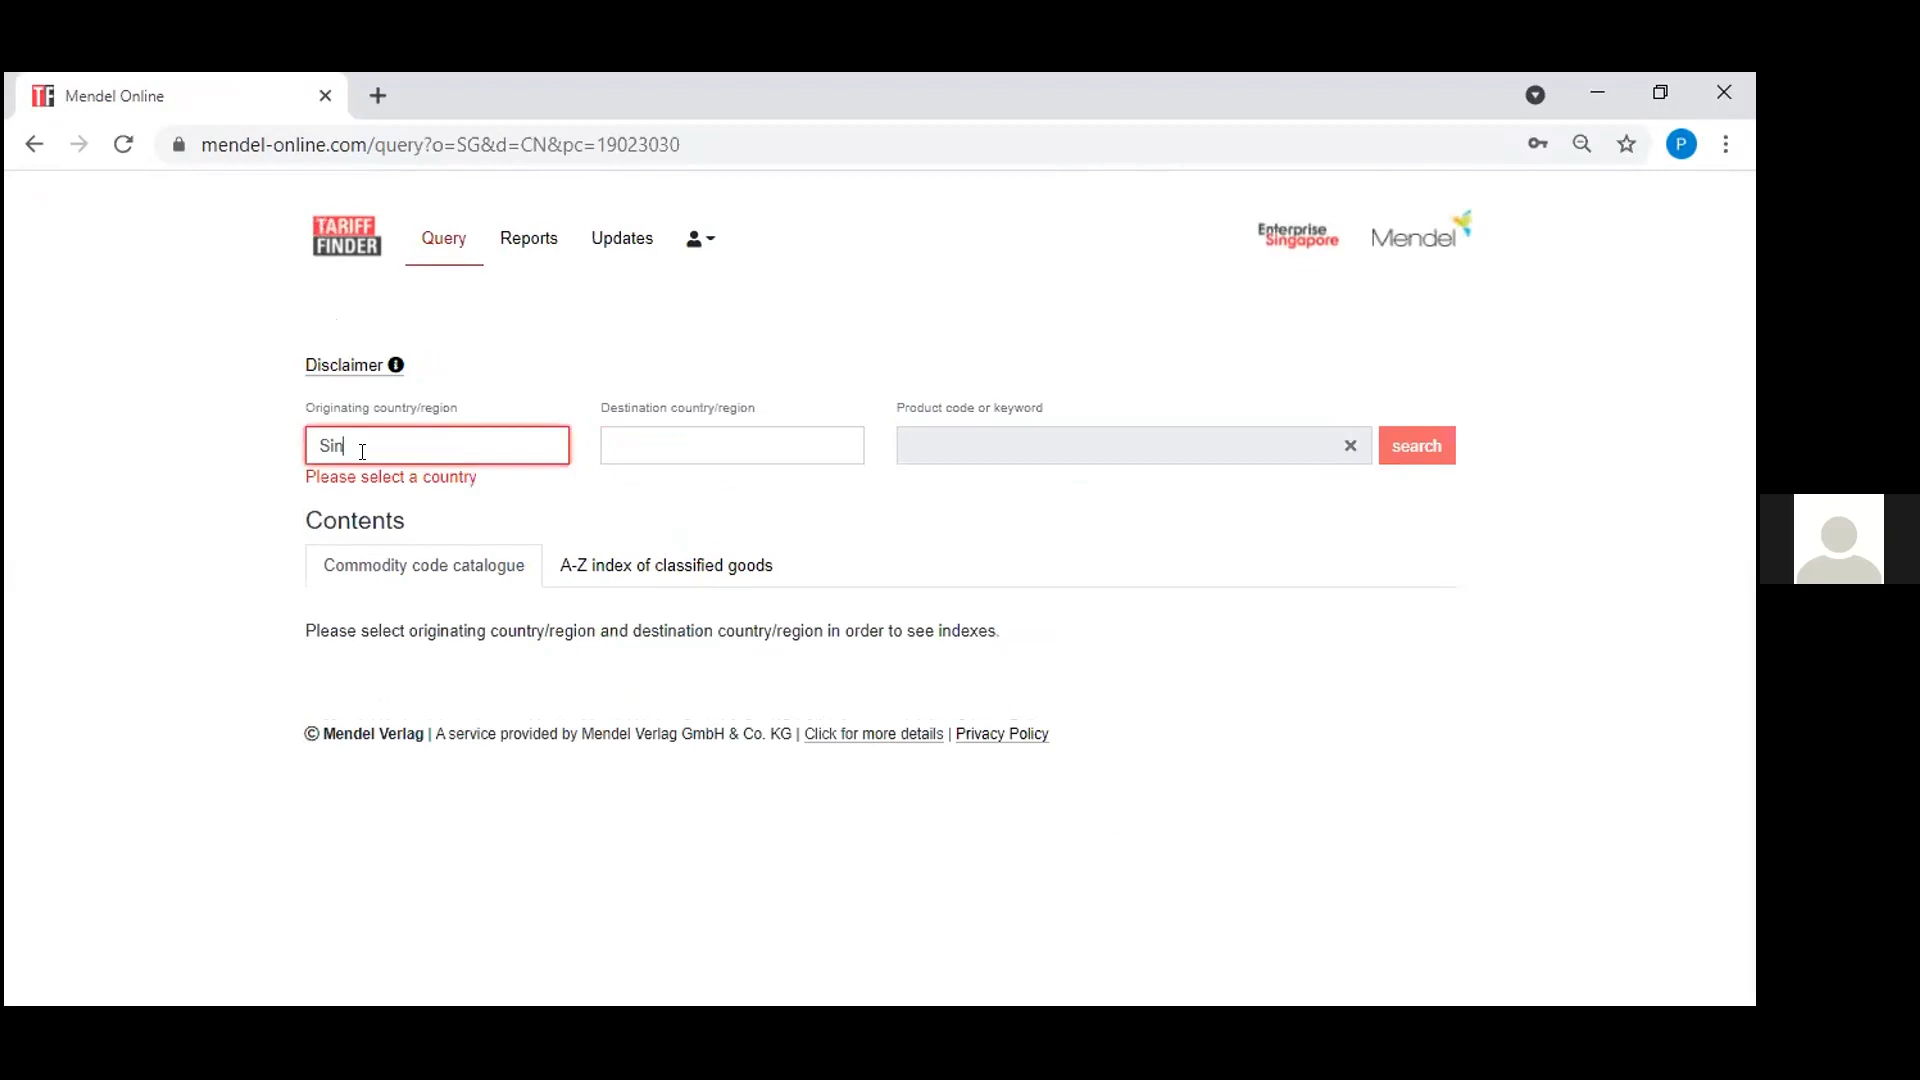 TF Mendel Online
mendel-online.com/query?o=SG&d=CN&pc=19023030
P
TARIFF
FINDER
Query
Reports
Updates
Enterprise
Singapore
Mendel
Disclaimer
Originating country/region
Destination country/region
Product code or keyword
Sin
search
Please select a country
Contents
Commodity code catalogue
A-Z index of classified goods
Please select originating country/region and destination country/region in order to see indexes.
© Mendel Verlag | A service provided by Mendel Verlag GmbH & Co. KG | Click for more details | Privacy Policy